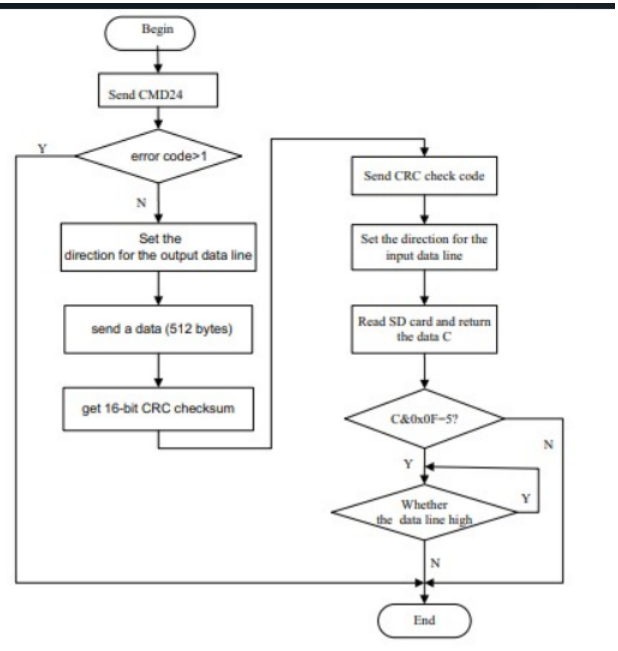 Begin
Send CMD24
Y
error code>1
N
Set the
direction for the output data line
send a data (512 bytes)
get 16-bit CRC checksum
Send CRC check code
Set the direction for the
input data line
Read SD card and return
the data C
C&0x0F=5?
N
Y
Y
Whether
the data line high
N
End